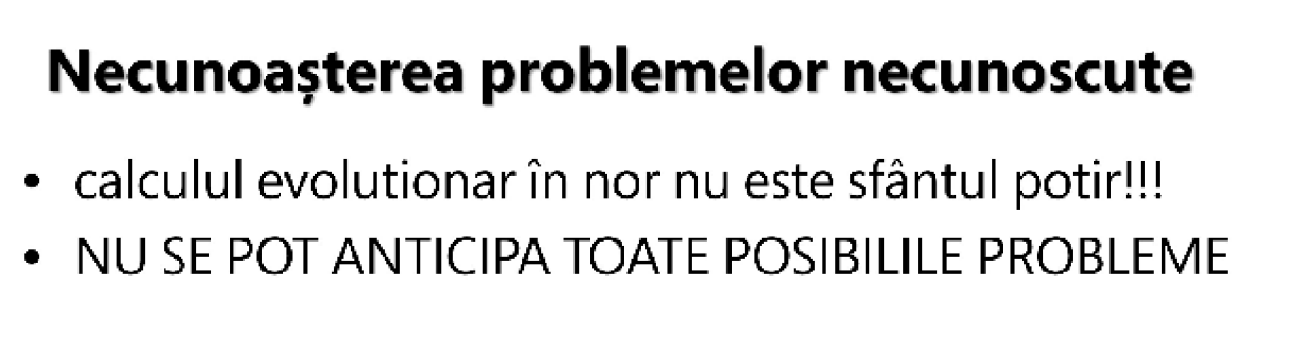 Necunoașterea problemelor necunoscute
• calculul evolutionar în nor nu este sfântul potir!!!
• NU SE POT ANTICIPA TOATE POSIBILILE PROBLEME